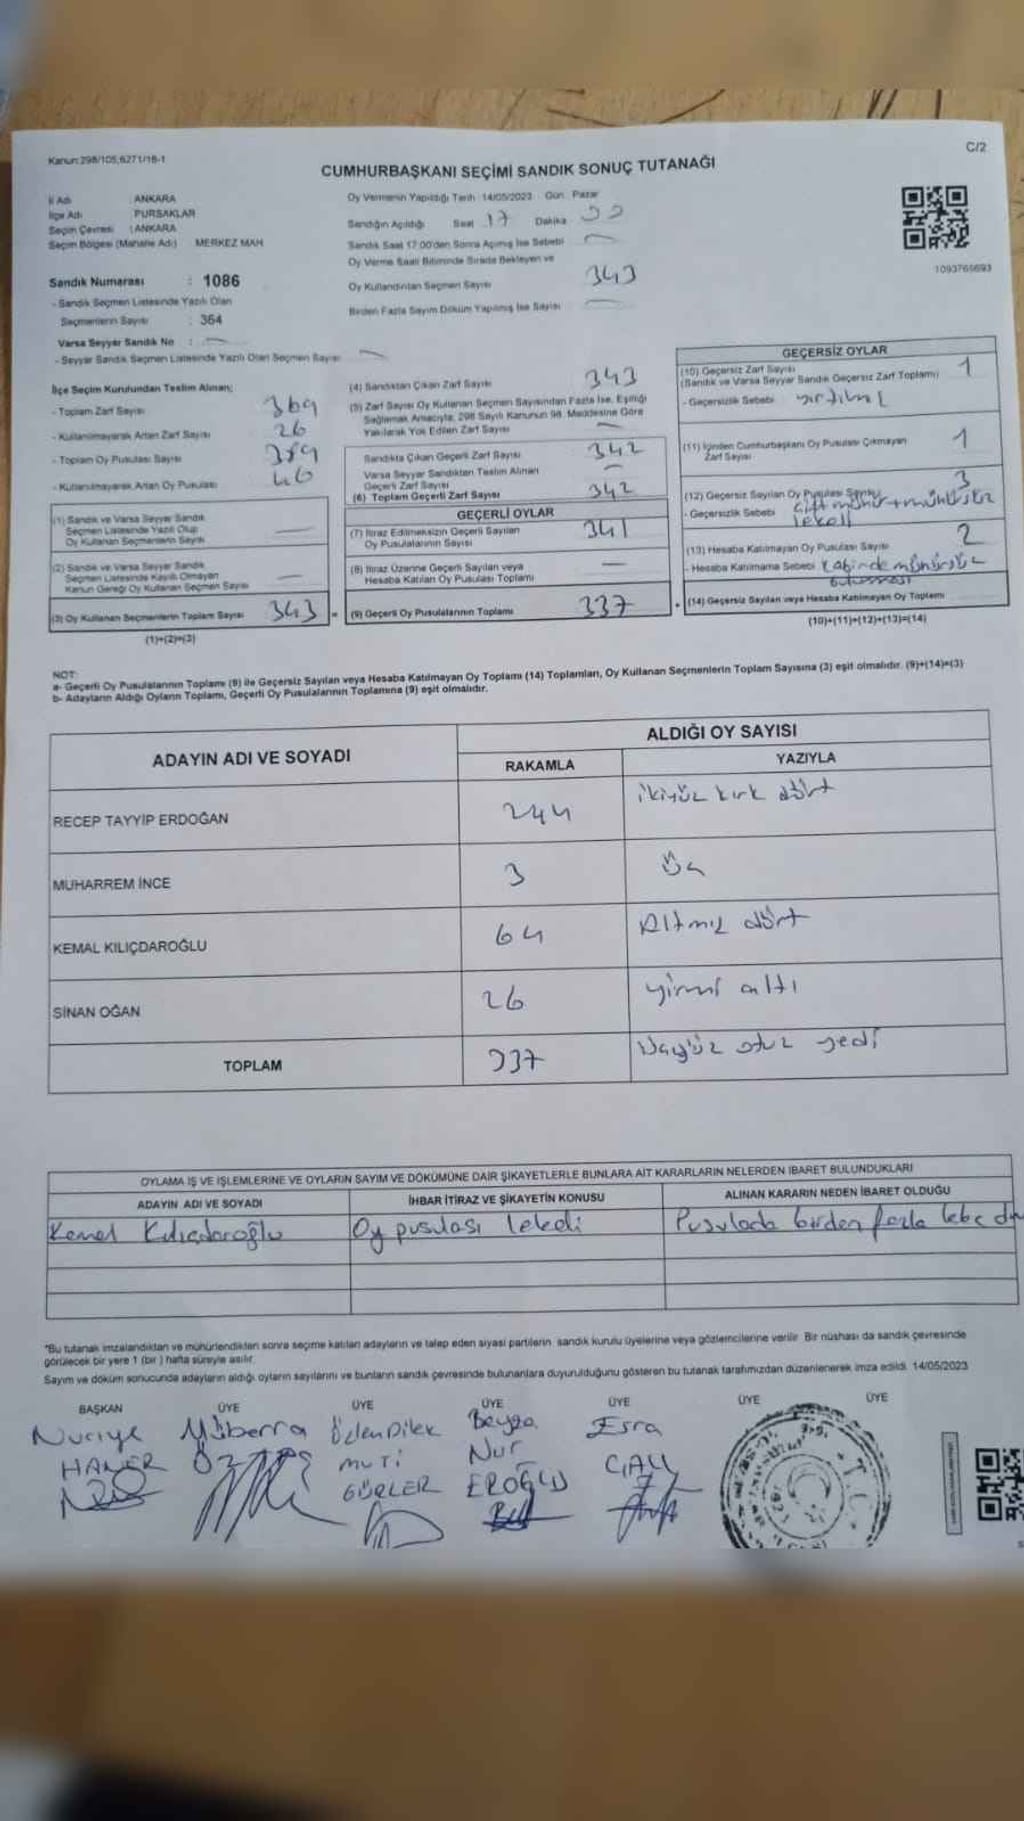 Kanun:298/105,6271/18-1
C/2
CUMHURBAŞKANI SEÇİMİ SANDIK SONUÇ TUTANAĞI
İl Adı : ANKARA
İlçe Adı : PURSAKLAR
Seçim Çevresi : ANKARA
Seçim Bölgesi (Mahalle Adı) : MERKEZ MAH
Sandık Numarası : 1086
- Sandık Seçmen Listesinde Yazılı Olan
Seçmenlerin Sayısı : 364
Varsa Seyyar Sandık No :
- Seyyar Sandık Seçmen Listesinde Yazılı Olan Seçmen Sayısı
Oy Vermenin Yapıldığı Tarih :14/05/2023 Gün : Pazar
Sandığın Açıldığı Saat 17 Dakika
Sandık Saat 17.00'den Sonra Açılmış İse Sebebi
Oy Verme Saati Bitiminde Sırada Bekleyen ve
Oy Kullandırılan Seçmen Sayısı 343
Birden Fazla Sayım Döküm Yapılmış İse Sayısı
1093765693
İlçe Seçim Kurulundan Teslim Alınan;
- Toplam Zarf Sayısı 369
- Kullanılmayarak Artan Zarf Sayısı 26
- Toplam Oy Pusulası Sayısı 389
- Kullanılmayarak Artan Oy Pusulası 46
(1) Sandık ve Varsa Seyyar Sandık
Seçmen Listesinde Yazılı Olup
Oy Kullanan Seçmenlerin Sayısı
(2) Sandık ve Varsa Seyyar Sandık
Seçmen Listesinde Kayıtlı Olmayan
Kanun Gereği Oy Kullanan Seçmen Sayısı
(3) Oy Kullanan Seçmenlerin Toplam Sayısı 343 =
(1)+(2)=(3)
(4) Sandıktan Çıkan Zarf Sayısı 343
(5) Zarf Sayısı Oy Kullanan Seçmen Sayısından Fazla İse, Eşitliği
Sağlamak Amacıyla, 298 Sayılı Kanunun 98. Maddesine Göre
Yakılarak Yok Edilen Zarf Sayısı
Sandıkta Çıkan Geçerli Zarf Sayısı 342
Varsa Seyyar Sandıktan Teslim Alınan
Geçerli Zarf Sayısı
(6) Toplam Geçerli Zarf Sayısı 342
GEÇERLİ OYLAR
(7) İtiraz Edilmeksizin Geçerli Sayılan
Oy Pusulalarının Sayısı 341
(8) İtiraz Üzerine Geçerli Sayılan veya
Hesaba Katılan Oy Pusulası Toplamı
(9) Geçerli Oy Pusulalarının Toplamı 337 +
GEÇERSİZ OYLAR
(10) Geçersiz Zarf Sayısı
(Sandık ve Varsa Seyyar Sandık Geçersiz Zarf Toplamı) 1
- Geçersizlik Sebebi yırtılmış
(11) İçinden Cumhurbaşkanı Oy Pusulası Çıkmayan
Zarf Sayısı 1
(12) Geçersiz Sayılan Oy Pusulası Sayısı 3
- Geçersizlik Sebebi çift mühür+mühürsüz
lekeli
(13) Hesaba Katılmayan Oy Pusulası Sayısı 2
- Hesaba Katılmama Sebebi kabinde mühürsüz
bulunması
(14) Geçersiz Sayılan veya Hesaba Katılmayan Oy Toplamı
(10)+(11)+(12)+(13)=(14)
NOT:
a- Geçerli Oy Pusulalarının Toplamı (9) ile Geçersiz Sayılan veya Hesaba Katılmayan Oy Toplamı (14) Toplamları, Oy Kullanan Seçmenlerin Toplam Sayısına (3) eşit olmalıdır. (9)+(14)=(3)
b- Adayların Aldığı Oyların Toplamı, Geçerli Oy Pusulalarının Toplamına (9) eşit olmalıdır.
ADAYIN ADI VE SOYADI
ALDIĞI OY SAYISI
RAKAMLA YAZIYLA
RECEP TAYYİP ERDOĞAN 244 ikiyüz kırk dört
MUHARREM İNCE 3 üç
KEMAL KILIÇDAROĞLU 64 Altmış dört
SİNAN OĞAN 26 yirmi altı
TOPLAM 337 üçyüz otuz yedi
OYLAMA İŞ VE İŞLEMLERİNE VE OYLARIN SAYIM VE DÖKÜMÜNE DAİR ŞİKAYETLERLE BUNLARA AİT KARARLARIN NELERDEN İBARET BULUNDUKLARI
ADAYIN ADI VE SOYADI İHBAR İTİRAZ VE ŞİKAYETİN KONUSU ALINAN KARARIN NEDEN İBARET OLDUĞU
Kemal Kılıçdaroğlu Oy pusulası lekeli Pusulada birden fazla leke
*Bu tutanak imzalandıktan ve mühürlendikten sonra seçime katılan adayların ve talep eden siyasi partilerin sandık kurulu üyelerine veya gözlemcilerine verilir. Bir nüshası da sandık çevresinde
görülecek bir yere 1 (bir ) hafta süreyle asılır.
Sayım ve döküm sonucunda adayların aldığı oyların sayılarını ve bunların sandık çevresinde bulunanlara duyurulduğunu gösteren bu tutanak tarafımızdan düzenlenerek imza edildi. 14/05/2023
BAŞKAN ÜYE ÜYE ÜYE ÜYE ÜYE ÜYE
Nuriye Müberra Özlen Dilek Beyza Esra
HANÇER MUTİ Nur ÇALI
GÜRLER EROĞLU
T.C.